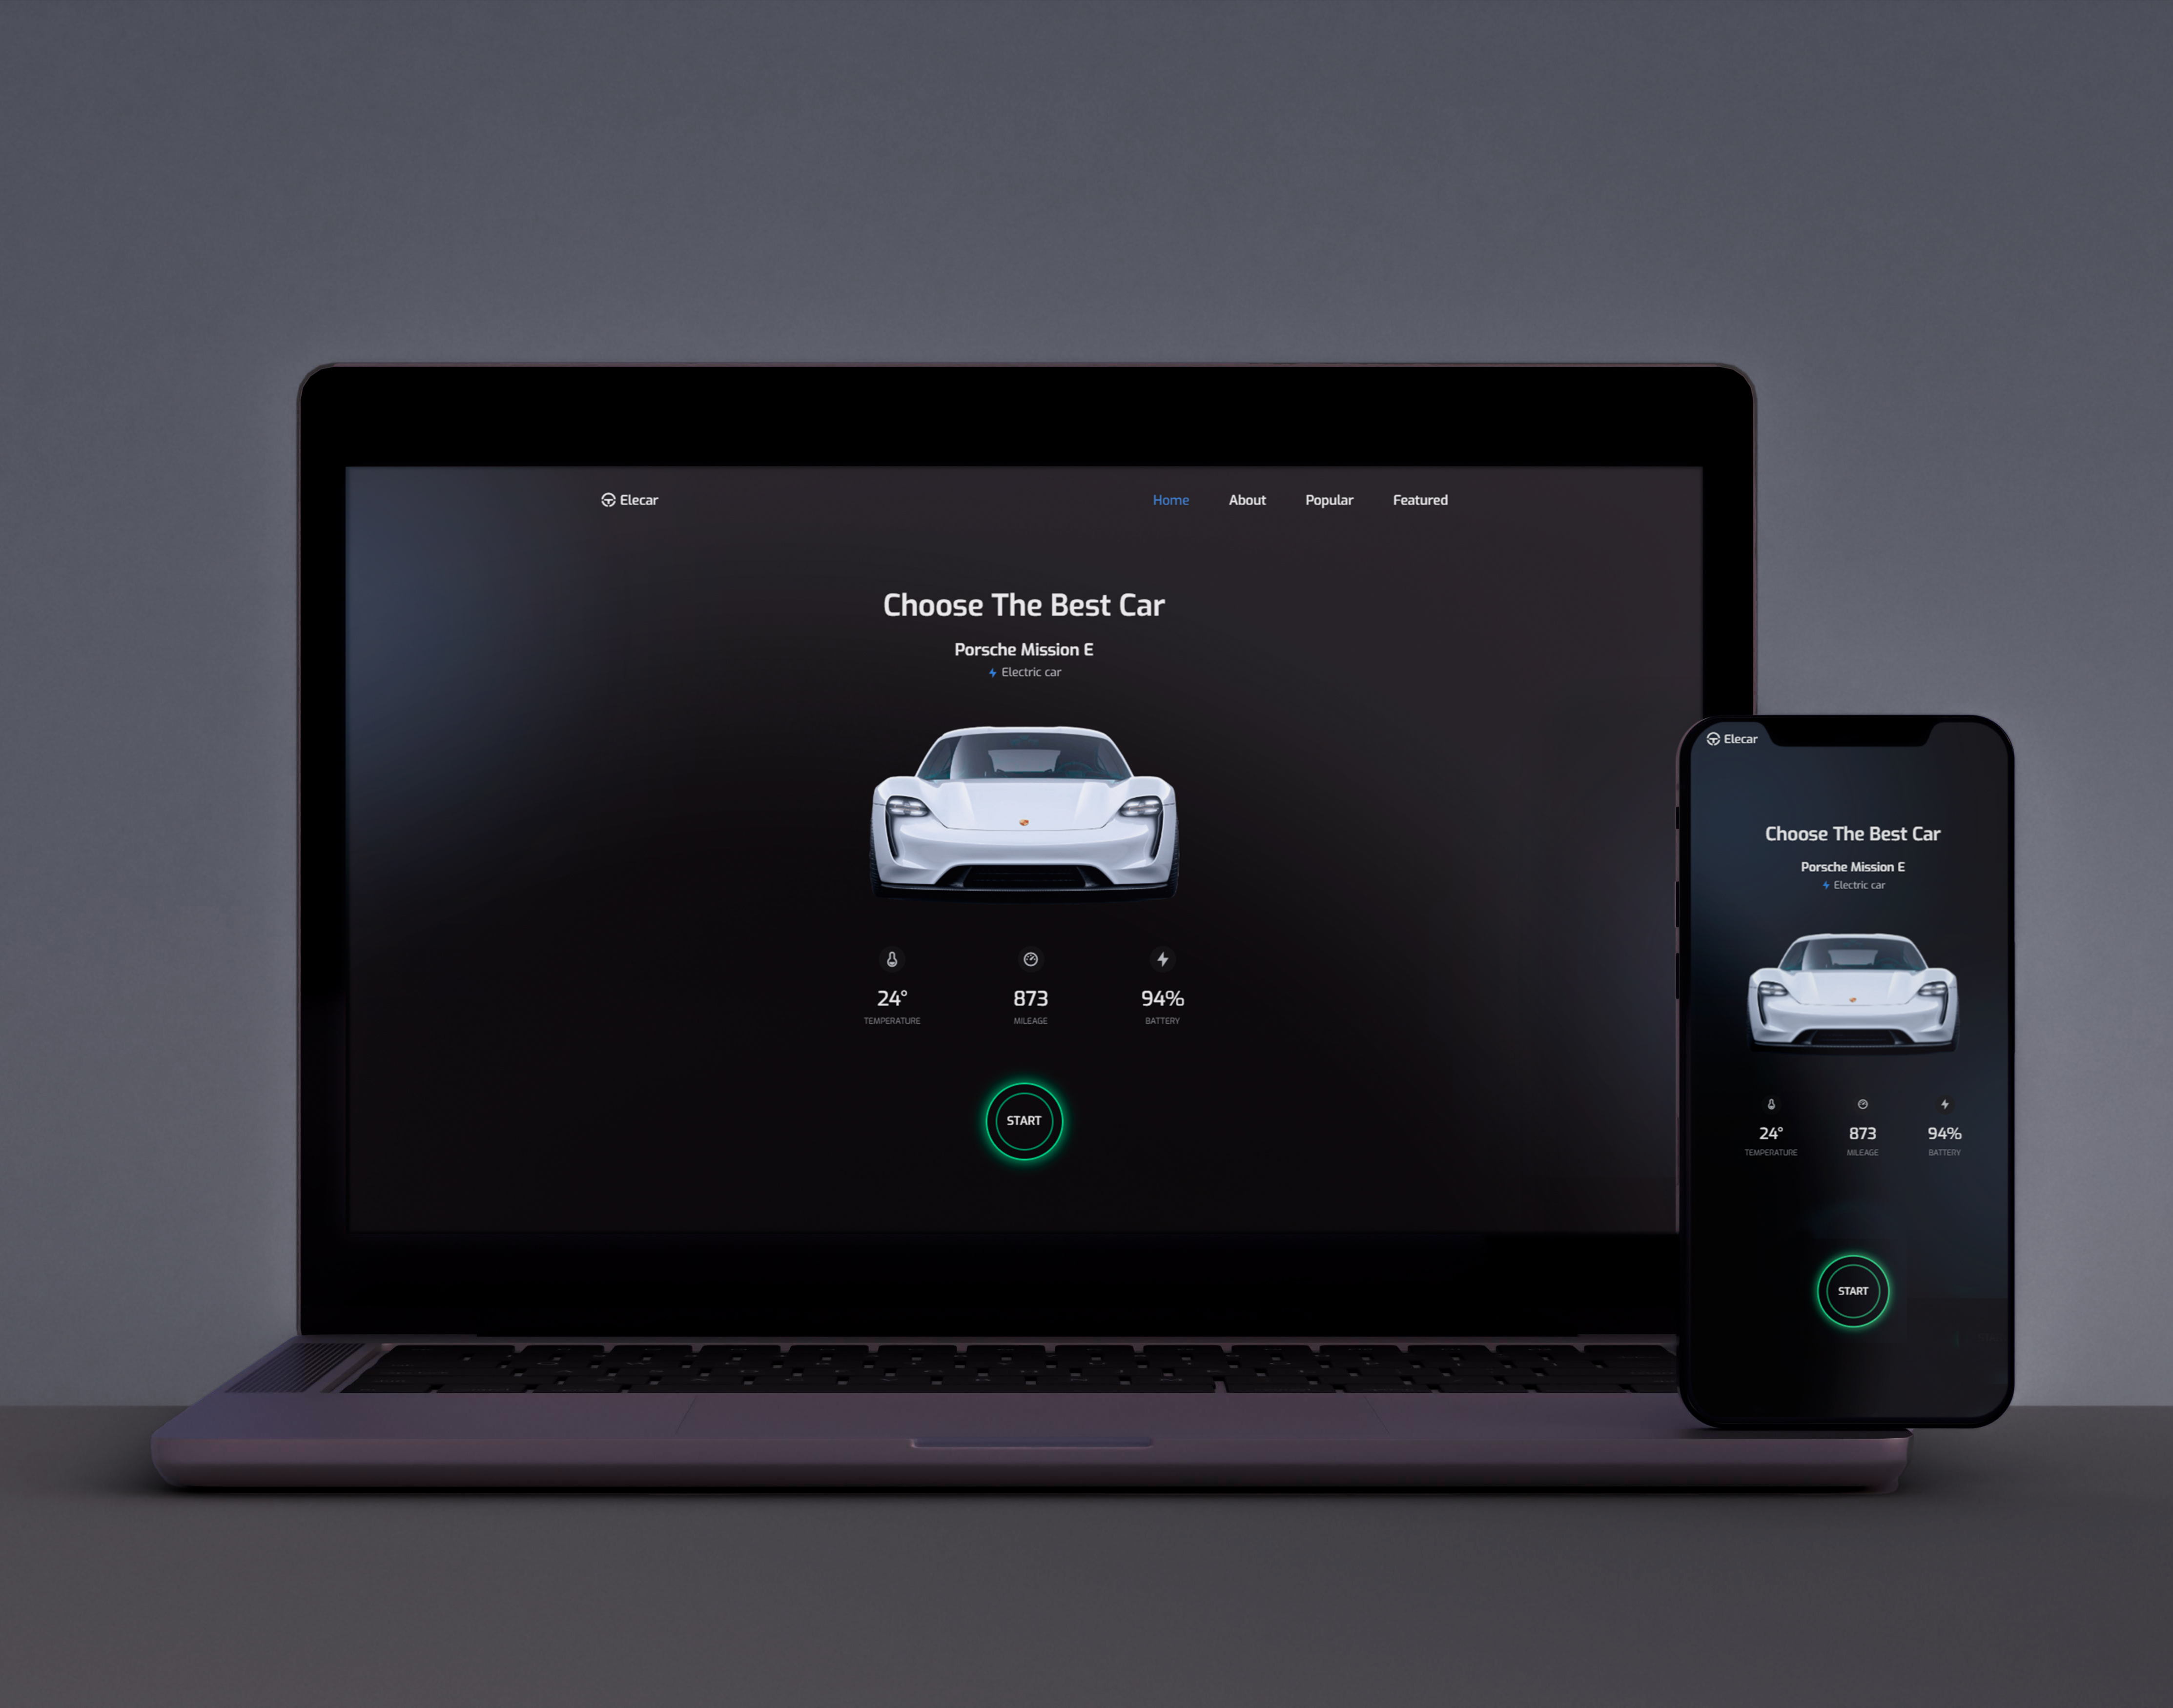 Elecar
Home About Popular Featured
Choose The Best Car
Porsche Mission E
Electric car
24° 873 94%
TEMPERATURE MILEAGE BATTERY
START
Elecar
Choose The Best Car
Porsche Mission E
Electric car
24° 873 94%
TEMPERATURE MILEAGE BATTERY
START